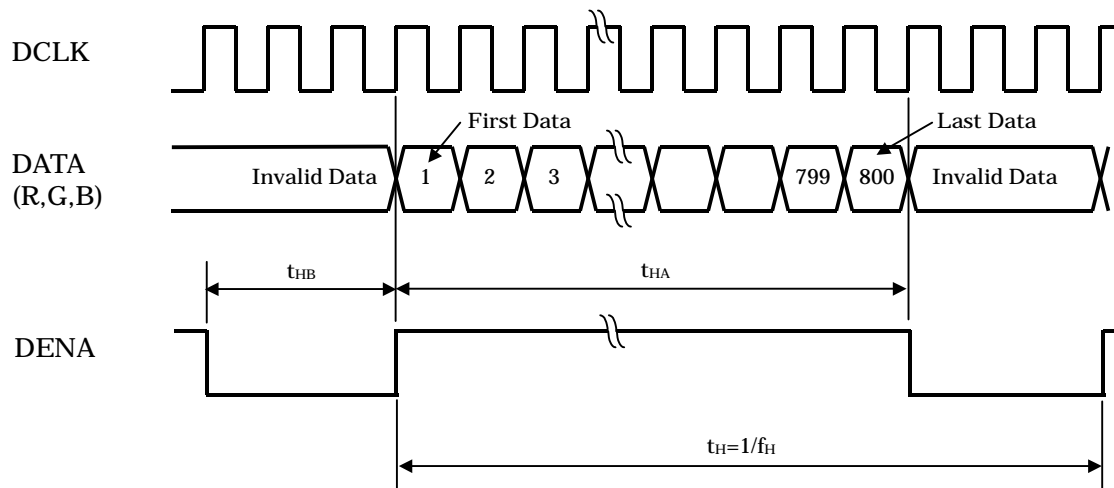 DCLK
First Data
Last Data
DATA
(R,G,B)
Invalid Data
1
2
3
799
800
Invalid Data
tHB
tHA
DENA
tH=1/fH